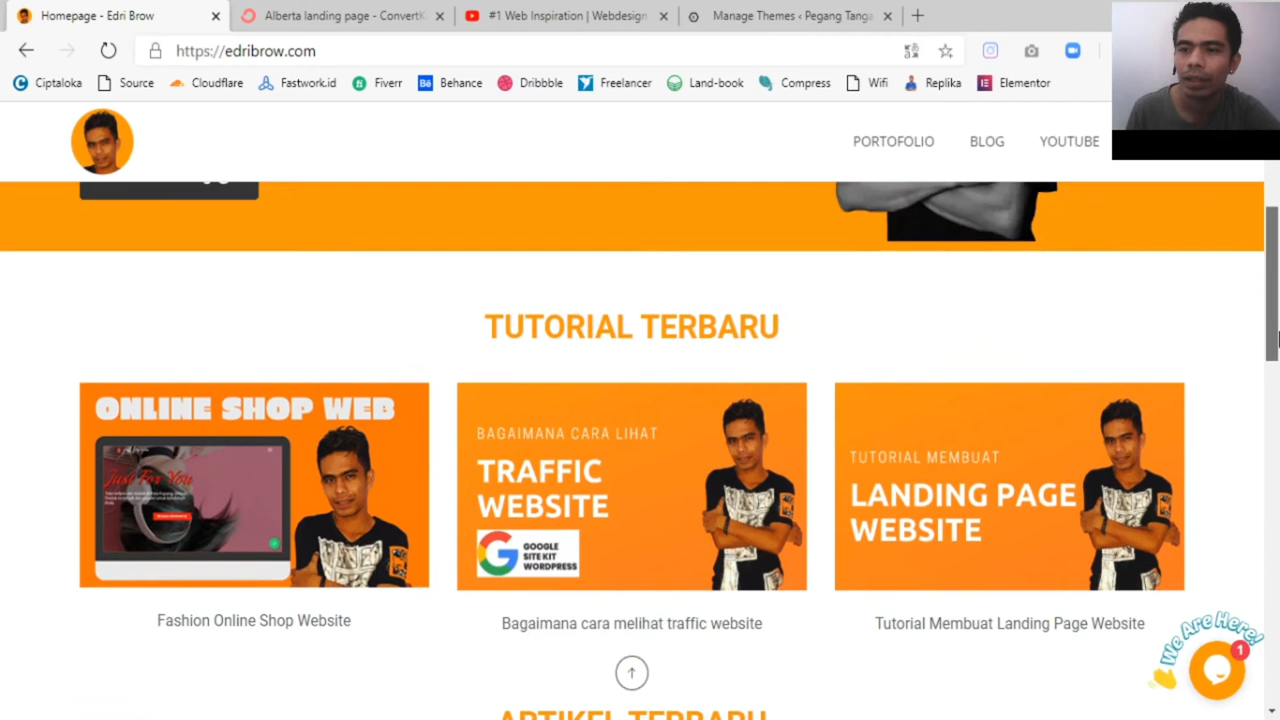 Homepage - Edri Brow
Alberta landing page - ConvertK
#1 Web Inspiration | Webdesign
Manage Themes ‹ Pegang Tanga
https://edribrow.com
Ciptaloka
Source
Cloudflare
Fastwork.id
Fiverr
Behance
Dribbble
Freelancer
Land-book
Compress
Wifi
Replika
Elementor
PORTOFOLIO
BLOG
YOUTUBE
TUTORIAL TERBARU
ONLINE SHOP WEB
Just For You
BAGAIMANA CARA LIHAT
TRAFFIC
WEBSITE
GOOGLE
SITE KIT
WORDPRESS
TUTORIAL MEMBUAT
LANDING PAGE
WEBSITE
Fashion Online Shop Website
Bagaimana cara melihat traffic website
Tutorial Membuat Landing Page Website
We Are Here!
1
ARTIKEL TERBARU